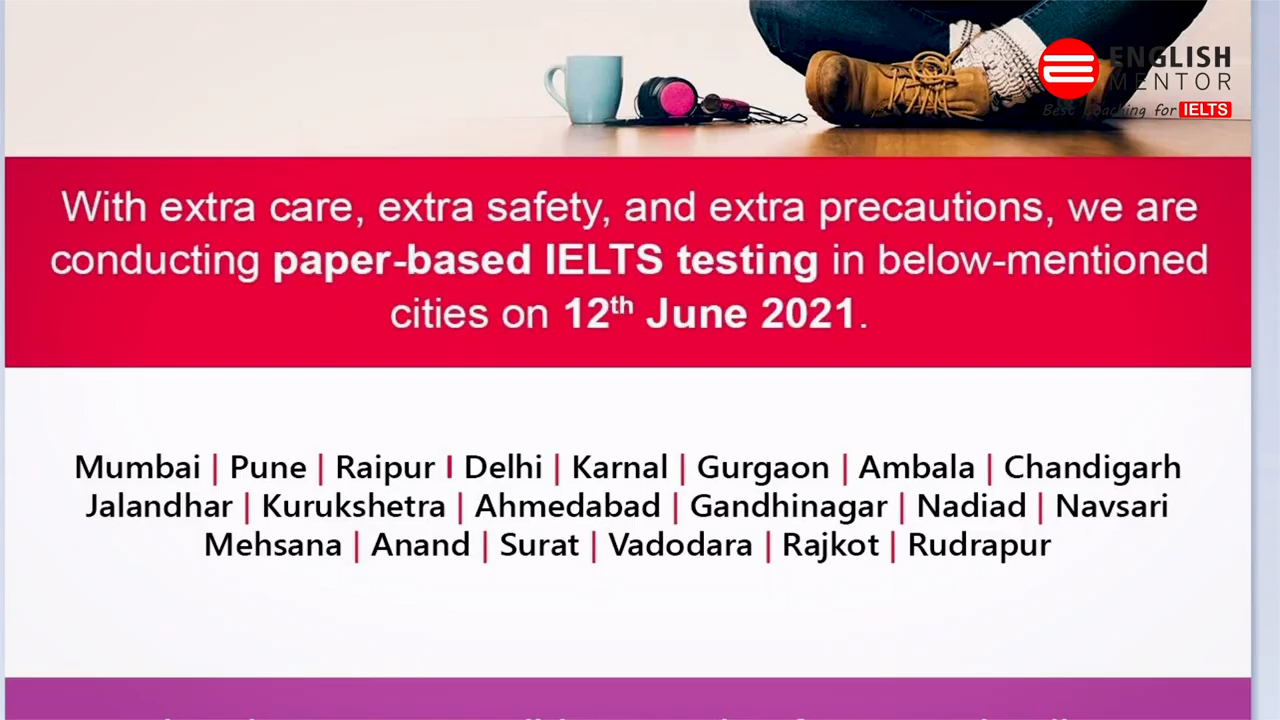 ENGLISH
MENTOR
Best Coaching for IELTS
With extra care, extra safety, and extra precautions, we are
conducting paper-based IELTS testing in below-mentioned
cities on 12th June 2021.
Mumbai | Pune | Raipur | Delhi | Karnal | Gurgaon | Ambala | Chandigarh
Jalandhar | Kurukshetra | Ahmedabad | Gandhinagar | Nadiad | Navsari
Mehsana | Anand | Surat | Vadodara | Rajkot | Rudrapur